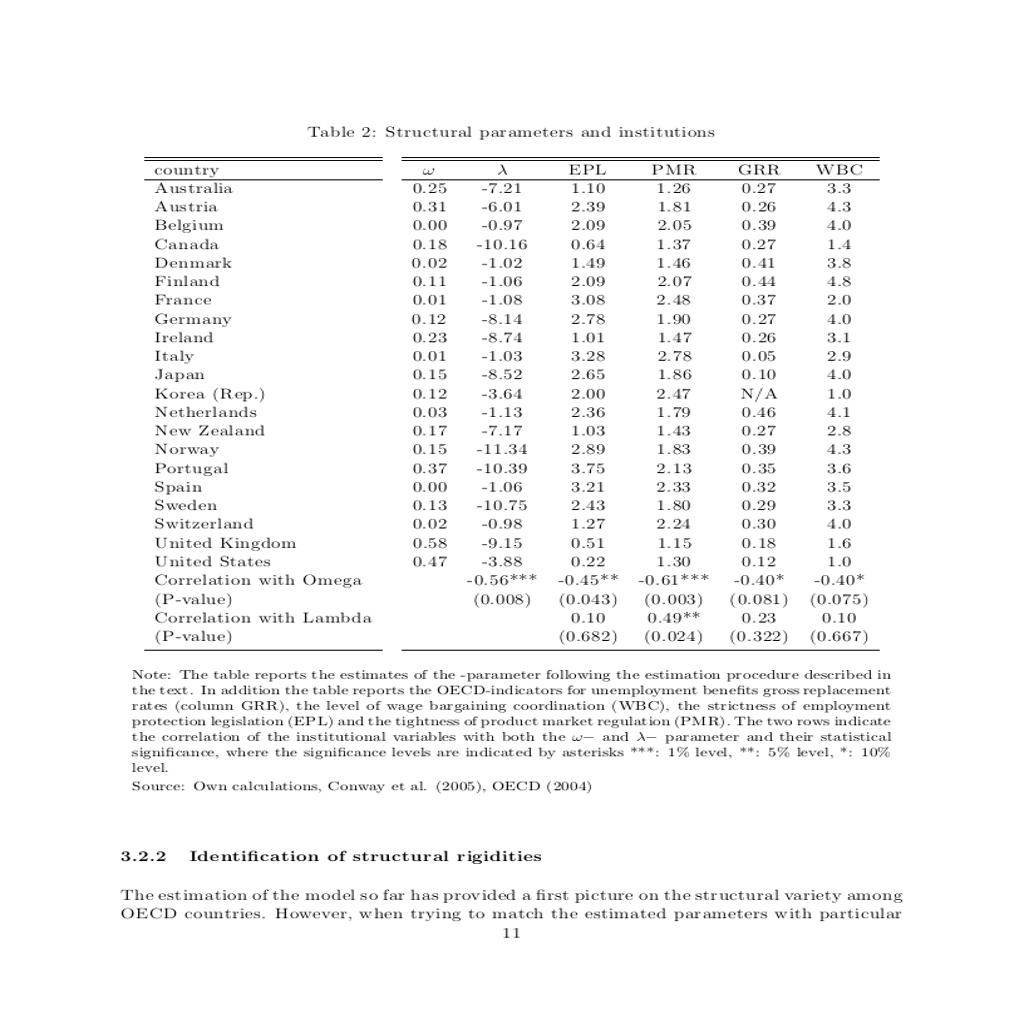 Table 2: Structural parameters and institutions
country ω λ EPL PMR GRR WBC
Australia 0.25 -7.21 1.10 1.26 0.27 3.3
Austria 0.31 -6.01 2.39 1.81 0.26 4.3
Belgium 0.00 -0.97 2.09 2.05 0.39 4.0
Canada 0.18 -10.16 0.64 1.37 0.27 1.4
Denmark 0.02 -1.02 1.49 1.46 0.41 3.8
Finland 0.11 -1.06 2.09 2.07 0.44 4.8
France 0.01 -1.08 3.08 2.48 0.37 2.0
Germany 0.12 -8.14 2.78 1.90 0.27 4.0
Ireland 0.23 -8.74 1.01 1.47 0.26 3.1
Italy 0.01 -1.03 3.28 2.78 0.05 2.9
Japan 0.15 -8.52 2.65 1.86 0.10 4.0
Korea (Rep.) 0.12 -3.64 2.00 2.47 N/A 1.0
Netherlands 0.03 -1.13 2.36 1.79 0.46 4.1
New Zealand 0.17 -7.17 1.03 1.43 0.27 2.8
Norway 0.15 -11.34 2.89 1.83 0.39 4.3
Portugal 0.37 -10.39 3.75 2.13 0.35 3.6
Spain 0.00 -1.06 3.21 2.33 0.32 3.5
Sweden 0.13 -10.75 2.43 1.80 0.29 3.3
Switzerland 0.02 -0.98 1.27 2.24 0.30 4.0
United Kingdom 0.58 -9.15 0.51 1.15 0.18 1.6
United States 0.47 -3.88 0.22 1.30 0.12 1.0
Correlation with Omega -0.56*** -0.45** -0.61*** -0.40* -0.40*
(P-value) (0.008) (0.043) (0.003) (0.081) (0.075)
Correlation with Lambda 0.10 0.49** 0.23 0.10
(P-value) (0.682) (0.024) (0.322) (0.667)
Note: The table reports the estimates of the -parameter following the estimation procedure described in
the text. In addition the table reports the OECD-indicators for unemployment benefits gross replacement
rates (column GRR), the level of wage bargaining coordination (WBC), the strictness of employment
protection legislation (EPL) and the tightness of product market regulation (PMR). The two rows indicate
the correlation of the institutional variables with both the ω− and λ− parameter and their statistical
significance, where the significance levels are indicated by asterisks ***: 1% level, **: 5% level, *: 10%
level.
Source: Own calculations, Conway et al. (2005), OECD (2004)
3.2.2 Identification of structural rigidities
The estimation of the model so far has provided a first picture on the structural variety among
OECD countries. However, when trying to match the estimated parameters with particular
11